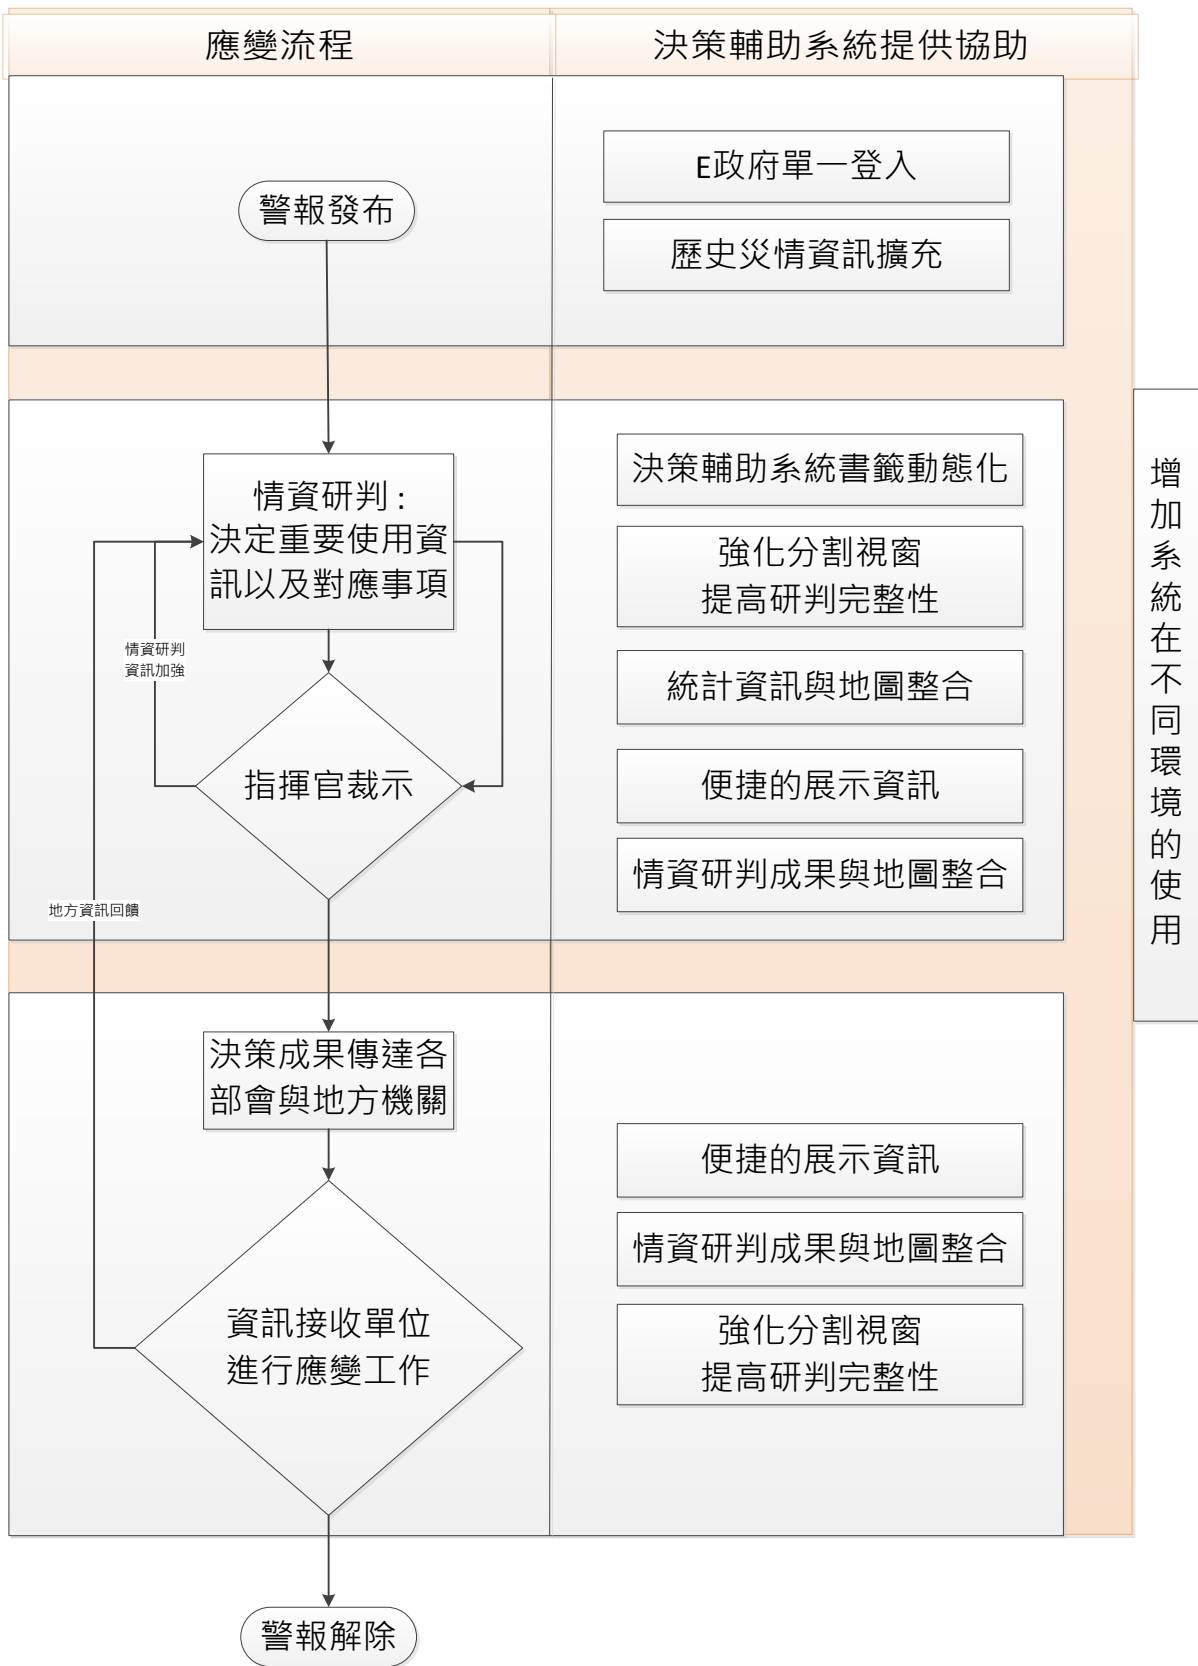 應變流程
決策輔助系統提供協助
警報發布
E政府單一登入
歷史災情資訊擴充
情資研判：
決定重要使用資
訊以及對應事項
情資研判
資訊加強
指揮官裁示
地方資訊回饋
決策輔助系統書籤動態化
強化分割視窗
提高研判完整性
統計資訊與地圖整合
便捷的展示資訊
情資研判成果與地圖整合
增加系統在不同環境的使用
決策成果傳達各
部會與地方機關
資訊接收單位
進行應變工作
便捷的展示資訊
情資研判成果與地圖整合
強化分割視窗
提高研判完整性
警報解除